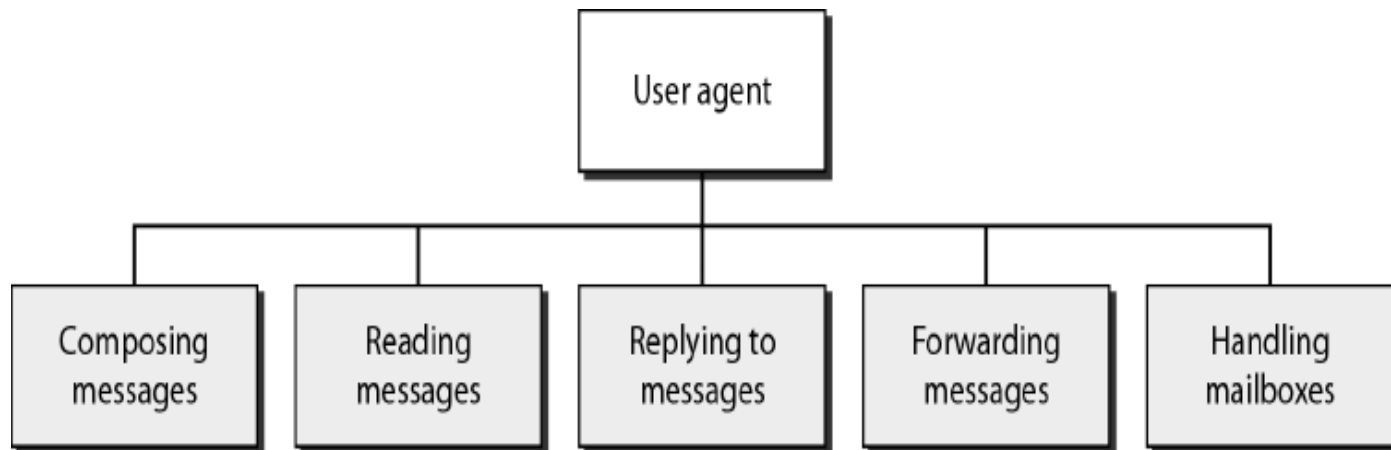 User agent
Composing
messages
Reading
messages
Replying to
messages
Forwarding
messages
Handling
mailboxes